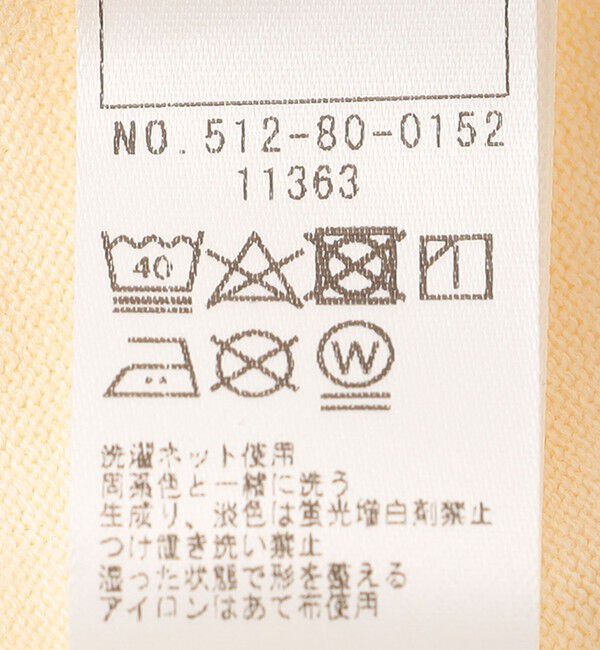 NO.512-80-0152
11363
40
W
洗濯ネット使用
同系色と一緒に洗う
生成り、淡色は蛍光増白剤禁止
つけ置き洗い禁止
湿った状態で形を整える
アイロンはあて布使用